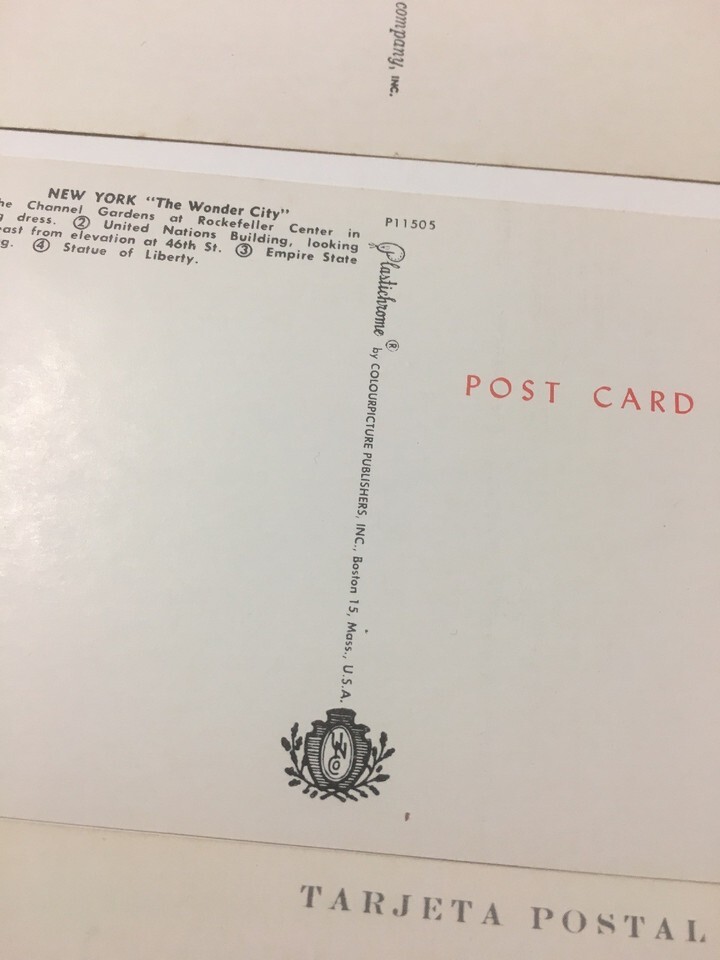 company, INC.
NEW YORK "The Wonder City"
Channel Gardens at Rockefeller Center in
dress. ② United Nations Building, looking
from elevation at 46th St. ③ Empire State
④ Statue of Liberty.
P11505
Plastichrome ®
by COLOURPICTURE PUBLISHERS, INC., Boston 15, Mass., U.S.A.
POST CARD
TARJETA POSTAL